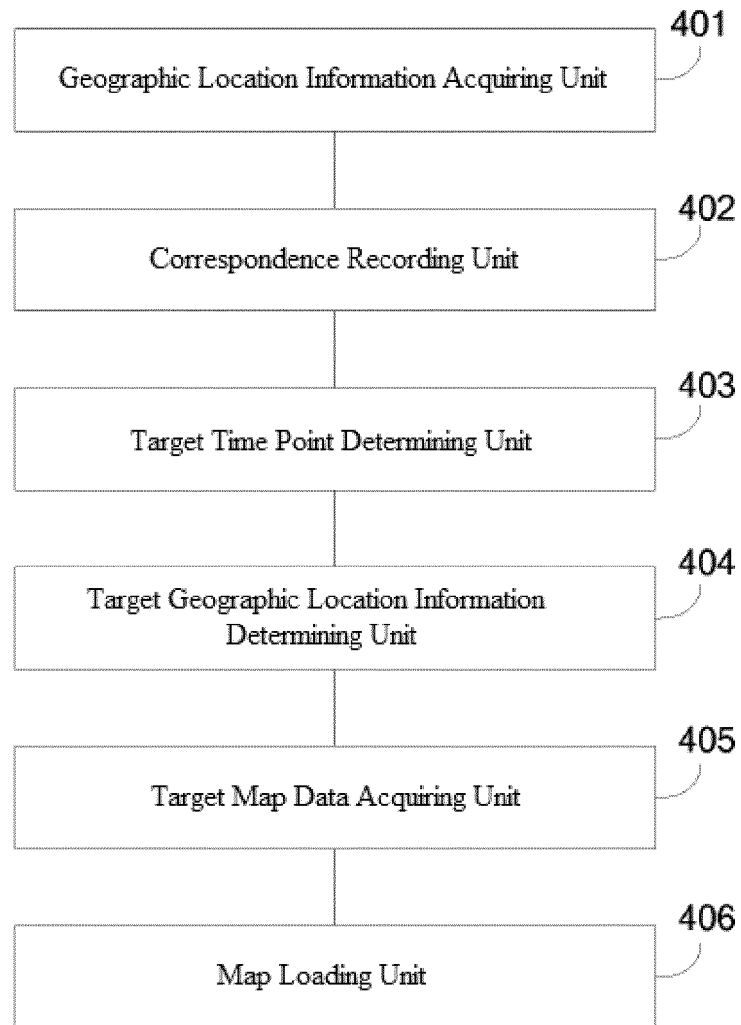 401
Geographic Location Information Acquiring Unit
402
Correspondence Recording Unit
403
Target Time Point Determining Unit
404
Target Geographic Location Information
Determining Unit
405
Target Map Data Acquiring Unit
406
Map Loading Unit